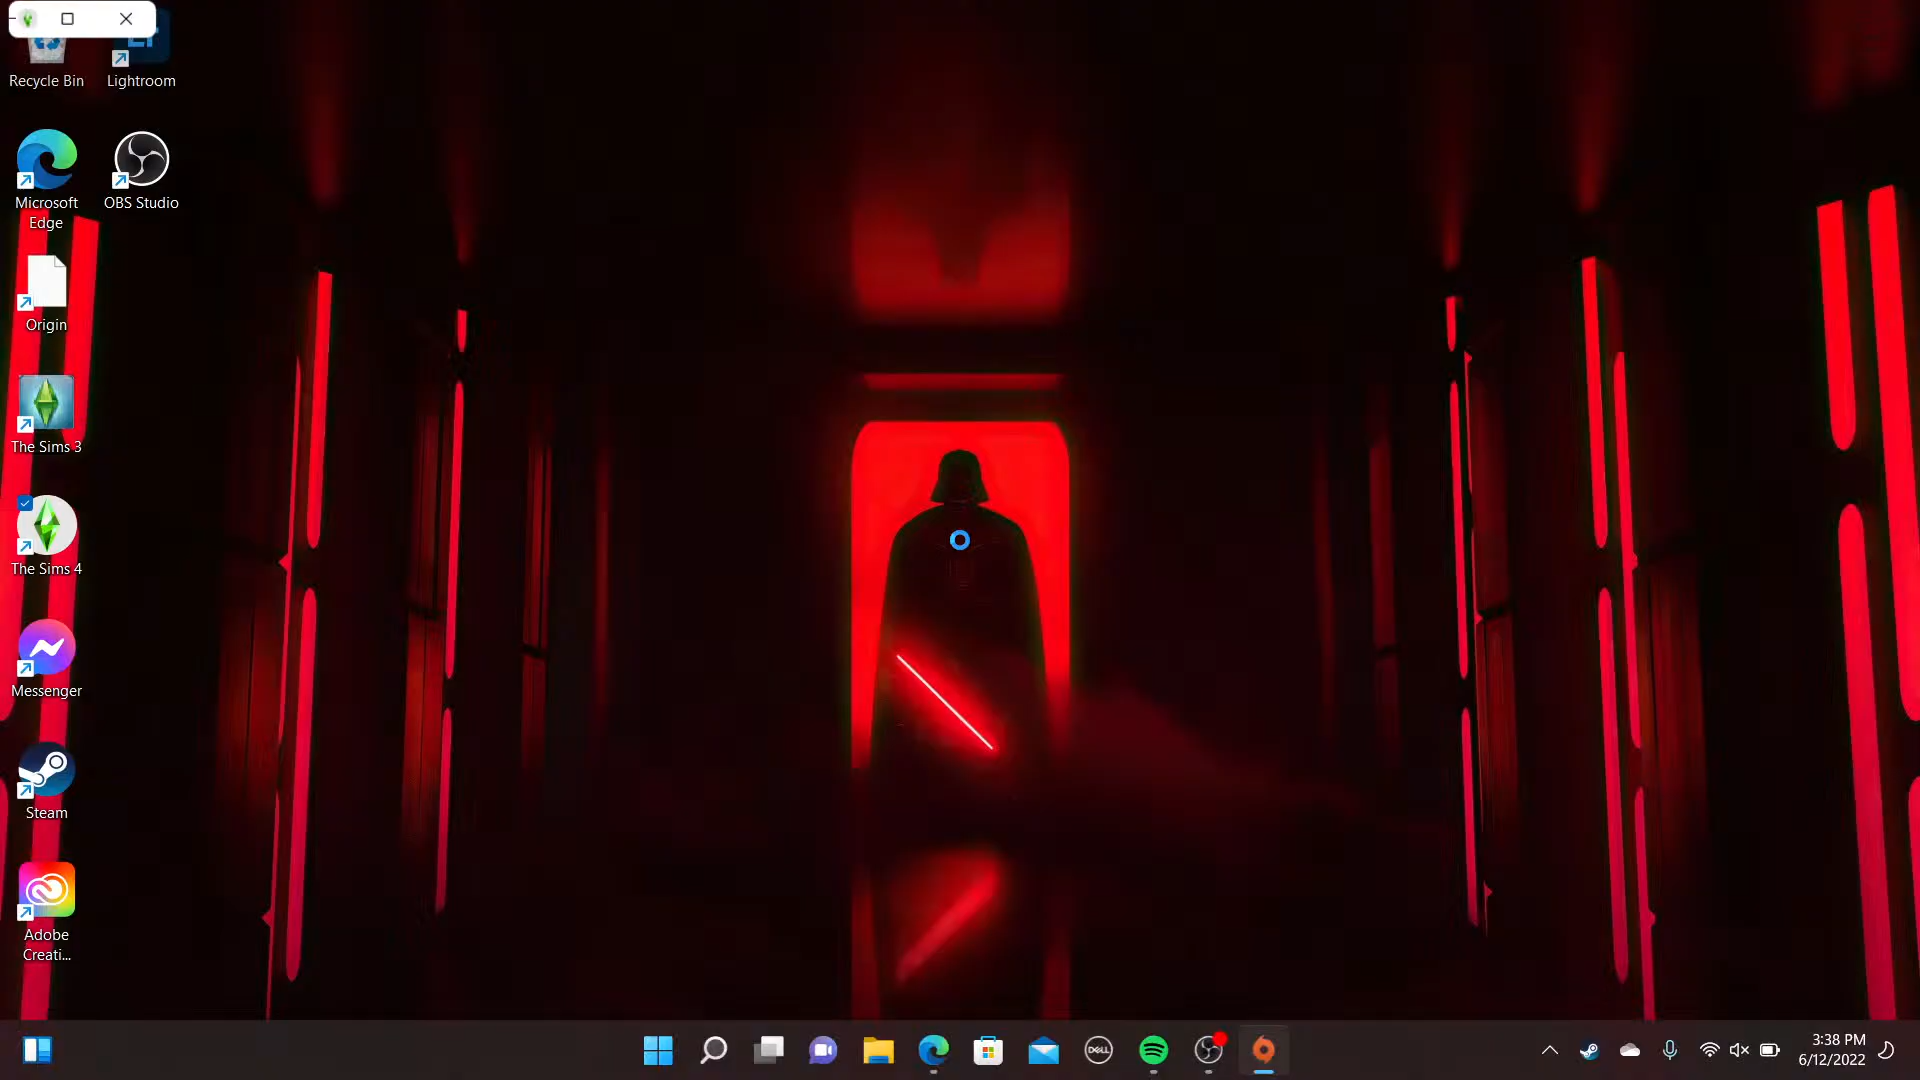 Recycle Bin
Lightroom
Microsoft
Edge
OBS Studio
Origin
The Sims 3
The Sims 4
Messenger
Steam
Adobe
Creati...
DELL
3:38 PM
6/12/2022